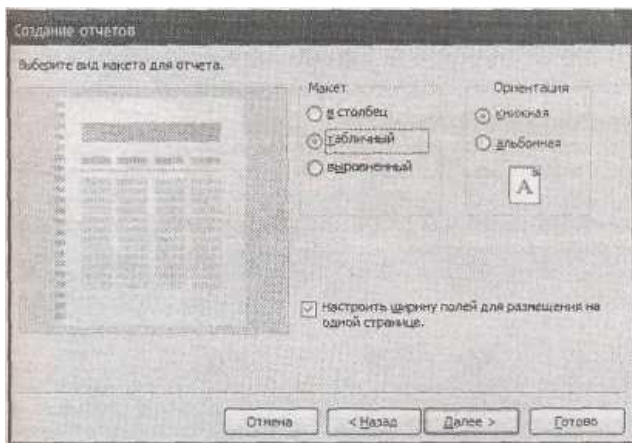 Создание отчетов
Выберите вид макета для отчета.
Макет
в столбец
табличный
выровненный
Ориентация
книжная
альбомная
A
Настроить ширину полей для размещения на
одной странице.
Отмена
< Назад
Далее >
Готово